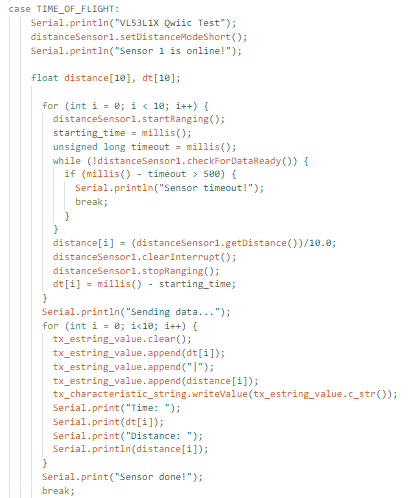 case TIME_OF_FLIGHT:
Serial.println("VL53L1X Qwiic Test");
distanceSensor1.setDistanceModeShort();
Serial.println("Sensor 1 is online!");
float distance[10], dt[10];
for (int i = 0; i < 10; i++) {
distanceSensor1.startRanging();
starting_time = millis();
unsigned long timeout = millis();
while (!distanceSensor1.checkForDataReady()) {
if (millis() - timeout > 500) {
Serial.println("Sensor timeout!");
break;
}
}
distance[i] = (distanceSensor1.getDistance())/10.0;
distanceSensor1.clearInterrupt();
distanceSensor1.stopRanging();
dt[i] = millis() - starting_time;
}
Serial.println("Sending data...");
for (int i = 0; i<10; i++) {
tx_estring_value.clear();
tx_estring_value.append(dt[i]);
tx_estring_value.append("|");
tx_estring_value.append(distance[i]);
tx_characteristic_string.writeValue(tx_estring_value.c_str());
Serial.print("Time: ");
Serial.print(dt[i]);
Serial.print("Distance: ");
Serial.println(distance[i]);
}
Serial.print("Sensor done!");
break;